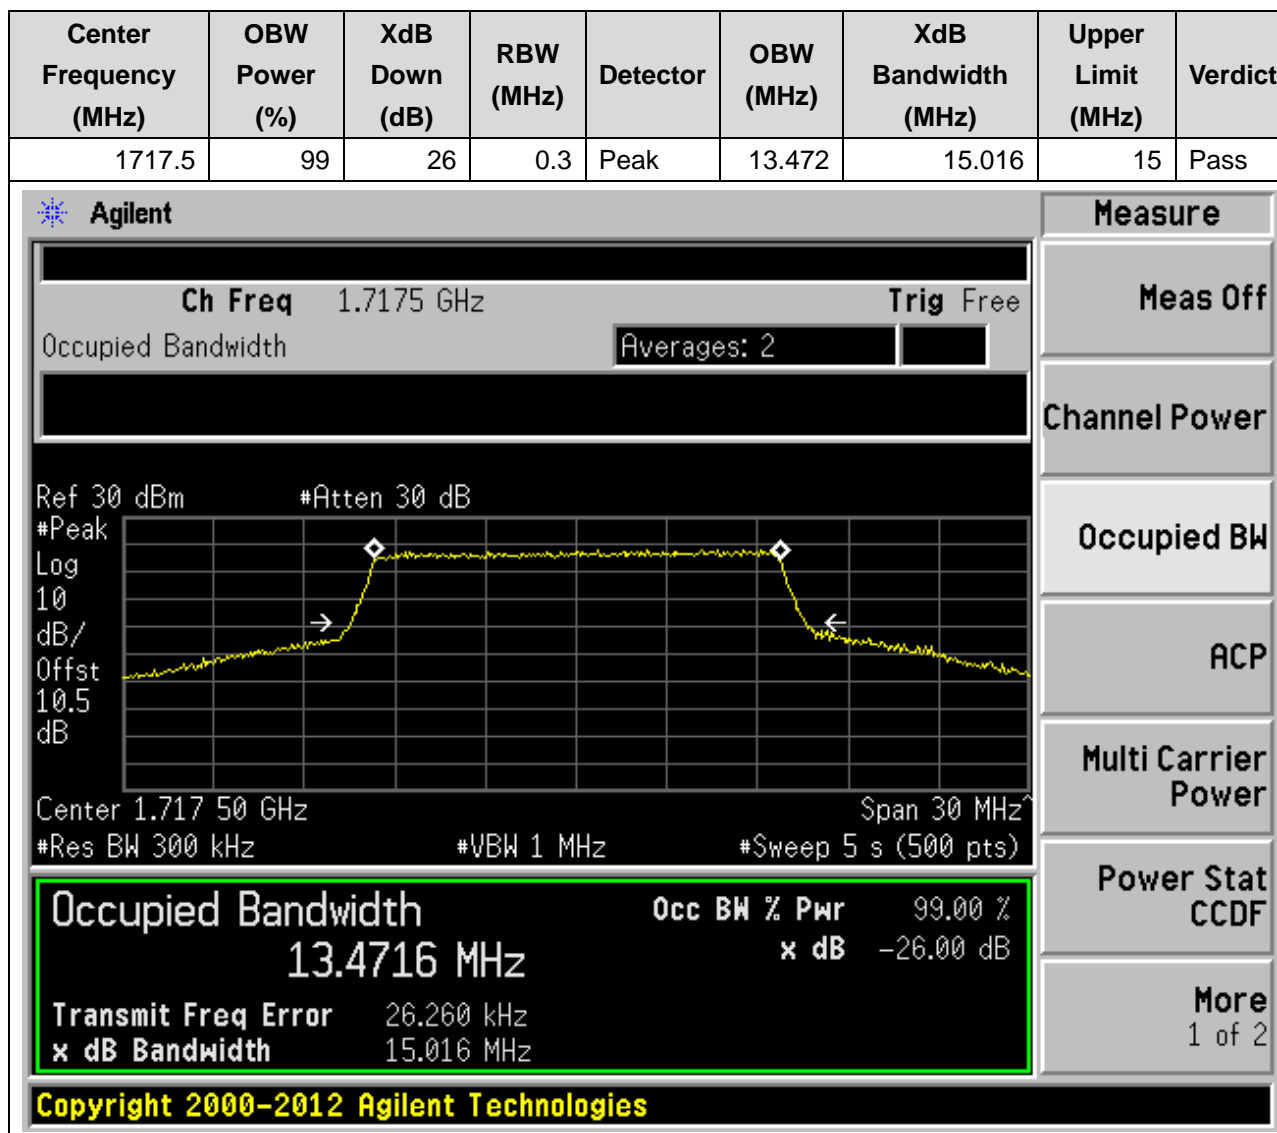 Center Frequency (MHz) OBW Power (%) XdB Down (dB) RBW (MHz) Detector OBW (MHz) XdB Bandwidth (MHz) Upper Limit (MHz) Verdict
1717.5 99 26 0.3 Peak 13.472 15.016 15 Pass
Agilent
Measure
Ch Freq 1.7175 GHz Trig Free
Meas Off
Occupied Bandwidth Averages: 2
Channel Power
Ref 30 dBm #Atten 30 dB
#Peak
Log
10
dB/
Offst
10.5
dB
Occupied BW
ACP
Multi Carrier
Power
Center 1.717 50 GHz Span 30 MHz^
#Res BW 300 kHz #VBW 1 MHz #Sweep 5 s (500 pts)
Power Stat
CCDF
Occupied Bandwidth Occ BW % Pwr 99.00 %
13.4716 MHz x dB -26.00 dB
Transmit Freq Error 26.260 kHz
x dB Bandwidth 15.016 MHz
More
1 of 2
Copyright 2000-2012 Agilent Technologies